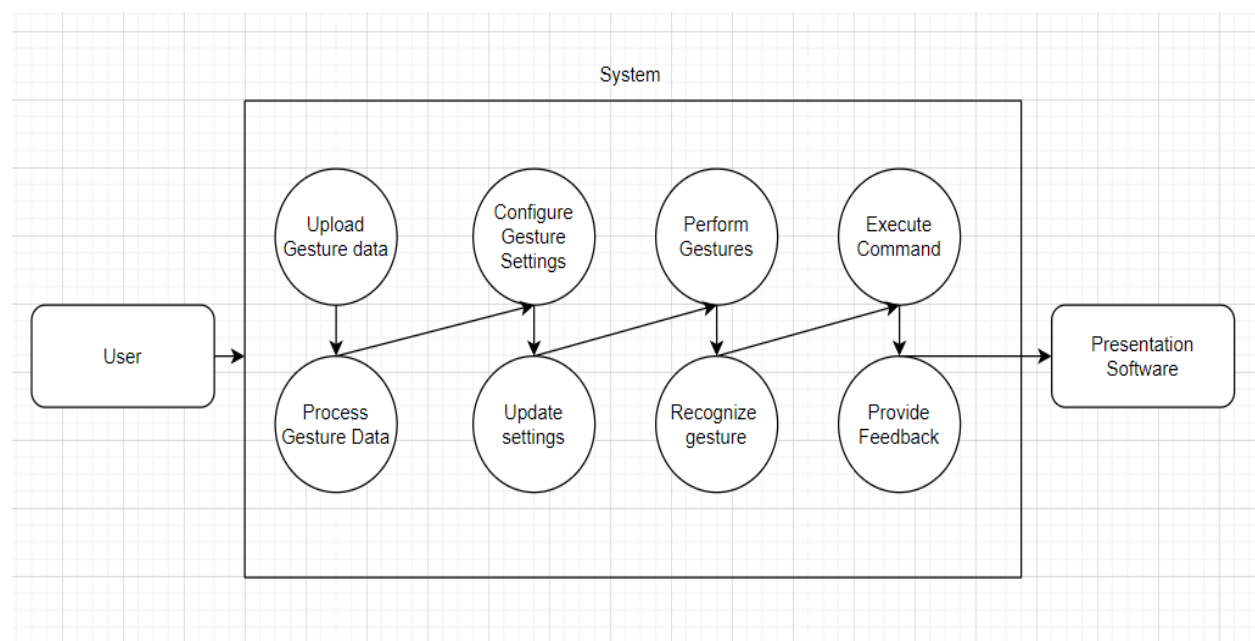 System
Upload
Gesture data
Configure
Gesture
Settings
Perform
Gestures
Execute
Command
User
Presentation
Software
Process
Gesture Data
Update
settings
Recognize
gesture
Provide
Feedback